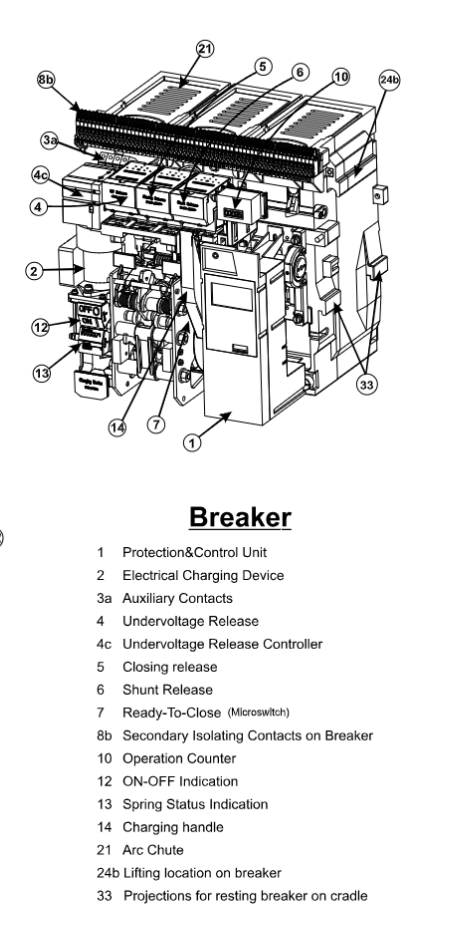 21
8b
5
6
10
24b
3a
4c
4
2
12
OFF
ON
13
33
14
7
1
Breaker
1 Protection&Control Unit
2 Electrical Charging Device
3a Auxiliary Contacts
4 Undervoltage Release
4c Undervoltage Release Controller
5 Closing release
6 Shunt Release
7 Ready-To-Close (Microswitch)
8b Secondary Isolating Contacts on Breaker
10 Operation Counter
12 ON-OFF Indication
13 Spring Status Indication
14 Charging handle
21 Arc Chute
24b Lifting location on breaker
33 Projections for resting breaker on cradle